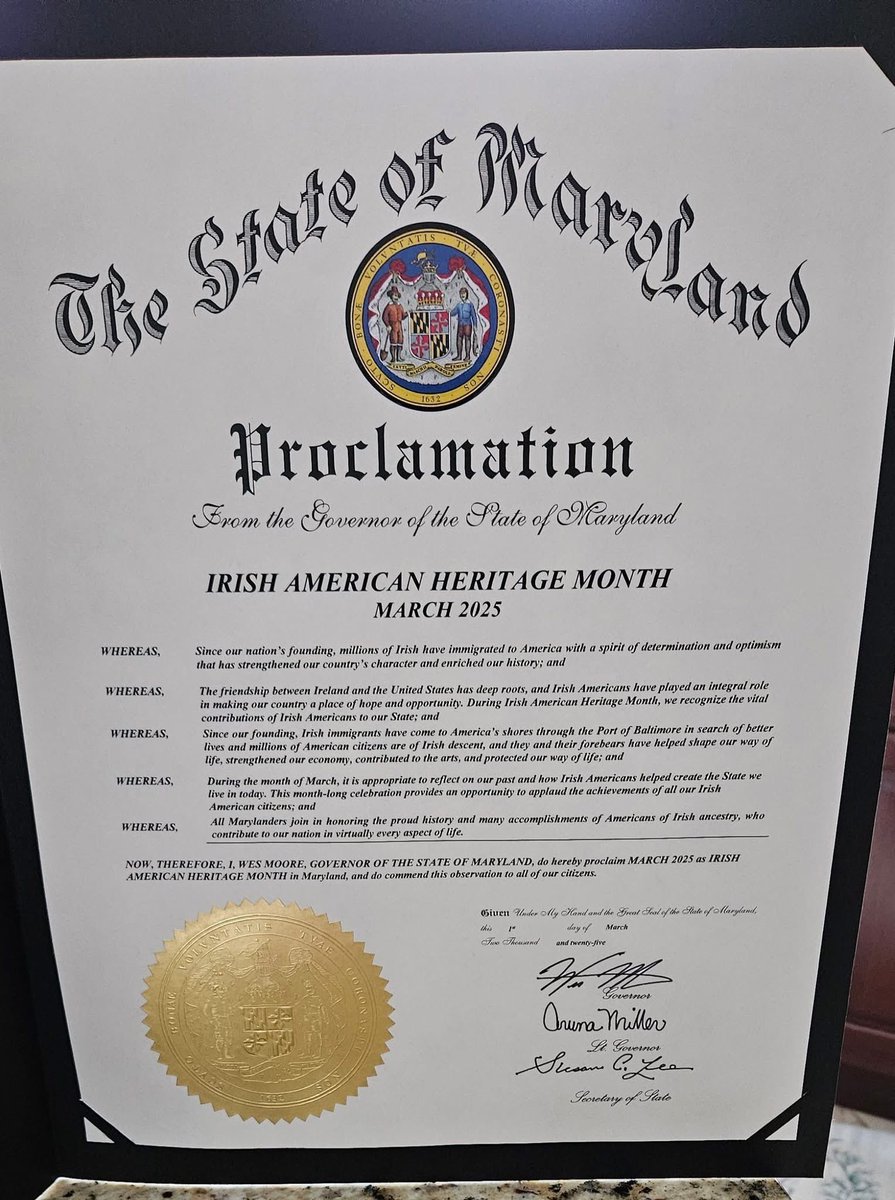 The State of Maryland
SCVTO BONÆ VOLVNTATIS TVÆ CORONASTI NOS
1632
Proclamation
From the Governor of the State of Maryland
IRISH AMERICAN HERITAGE MONTH
MARCH 2025
WHEREAS, Since our nation's founding, millions of Irish have immigrated to America with a spirit of determination and optimism
that has strengthened our country's character and enriched our history; and
WHEREAS, The friendship between Ireland and the United States has deep roots, and Irish Americans have played an integral role
in making our country a place of hope and opportunity. During Irish American Heritage Month, we recognize the vital
contributions of Irish Americans to our State; and
WHEREAS, Since our founding, Irish immigrants have come to America's shores through the Port of Baltimore in search of better
lives and millions of American citizens are of Irish descent, and they and their forebears have helped shape our way of
life, strengthened our economy, contributed to the arts, and protected our way of life; and
WHEREAS, During the month of March, it is appropriate to reflect on our past and how Irish Americans helped create the State we
live in today. This month-long celebration provides an opportunity to applaud the achievements of all our Irish
American citizens; and
WHEREAS, All Marylanders join in honoring the proud history and many accomplishments of Americans of Irish ancestry, who
contribute to our nation in virtually every aspect of life.
NOW, THEREFORE, I, WES MOORE, GOVERNOR OF THE STATE OF MARYLAND, do hereby proclaim MARCH 2025 as IRISH
AMERICAN HERITAGE MONTH in Maryland, and do commend this observation to all of our citizens.
Given Under My Hand and the Great Seal of the State of Maryland,
this 1st day of March
Two Thousand and twenty-five
Governor
Aruna Miller
Lt. Governor
Susan C. Lee
Secretary of State
1632